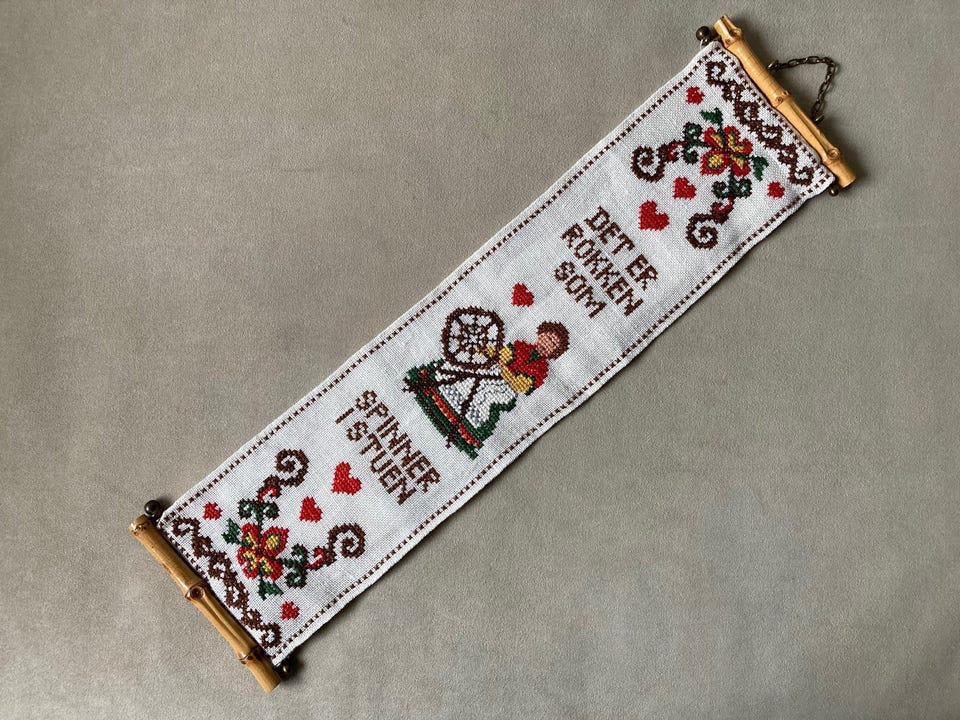 DET ER
ROKKEN
SOM
SPINNER
I STUEN